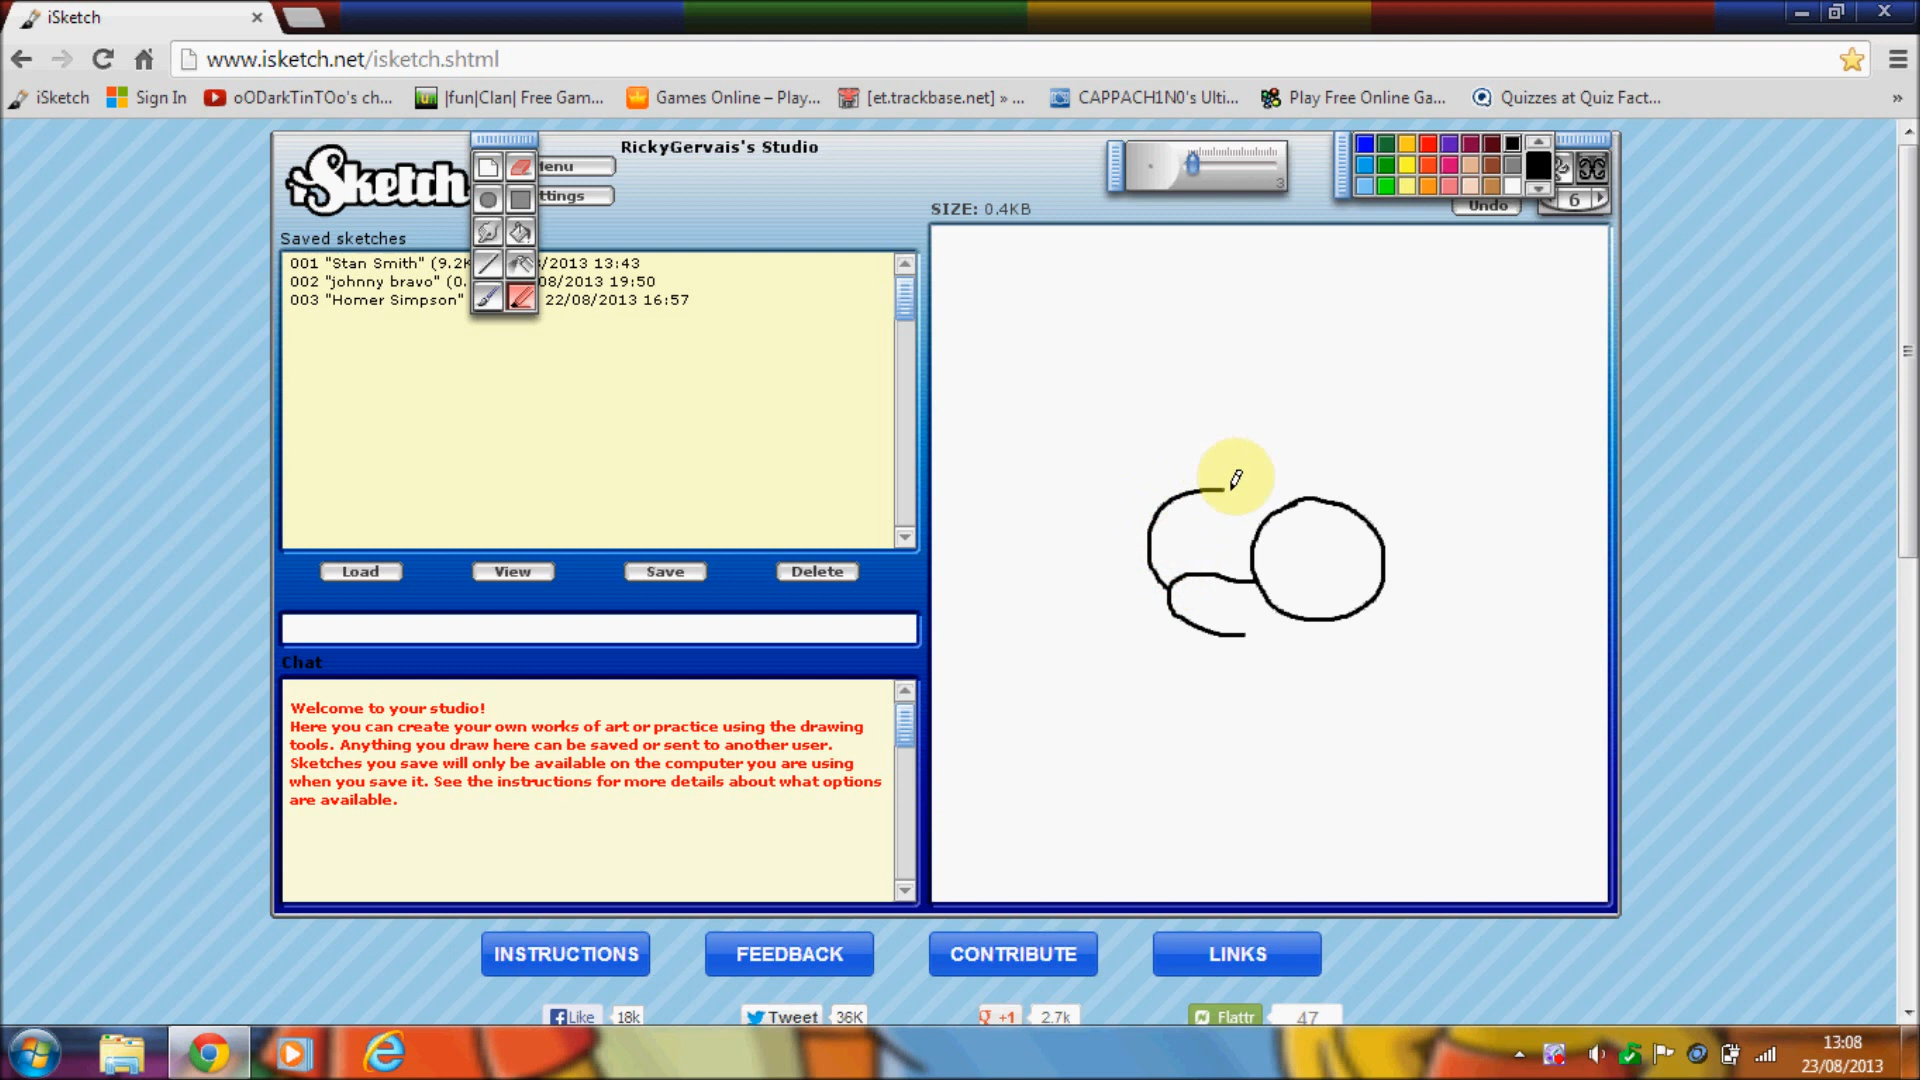 iSketch
www.isketch.net/isketch.shtml
iSketch
Sign In
oODarkTinTOo's ch...
|fun|Clan| Free Gam...
Games Online – Play...
[et.trackbase.net] » ...
CAPPACH1N0's Ulti...
Play Free Online Ga...
Quizzes at Quiz Fact...
»
iSketch
enu
ttings
RickyGervais's Studio
3
6
Undo
SIZE: 0.4KB
Saved sketches
001 "Stan Smith" (9.2K /2013 13:43
002 "johnny bravo" (0. 08/2013 19:50
003 "Homer Simpson" 22/08/2013 16:57
Load
View
Save
Delete
Chat
Welcome to your studio!
Here you can create your own works of art or practice using the drawing
tools. Anything you draw here can be saved or sent to another user.
Sketches you save will only be available on the computer you are using
when you save it. See the instructions for more details about what options
are available.
INSTRUCTIONS
FEEDBACK
CONTRIBUTE
LINKS
Like 18k
Tweet 36K
+1 2.7k
Flattr 47
13:08
23/08/2013